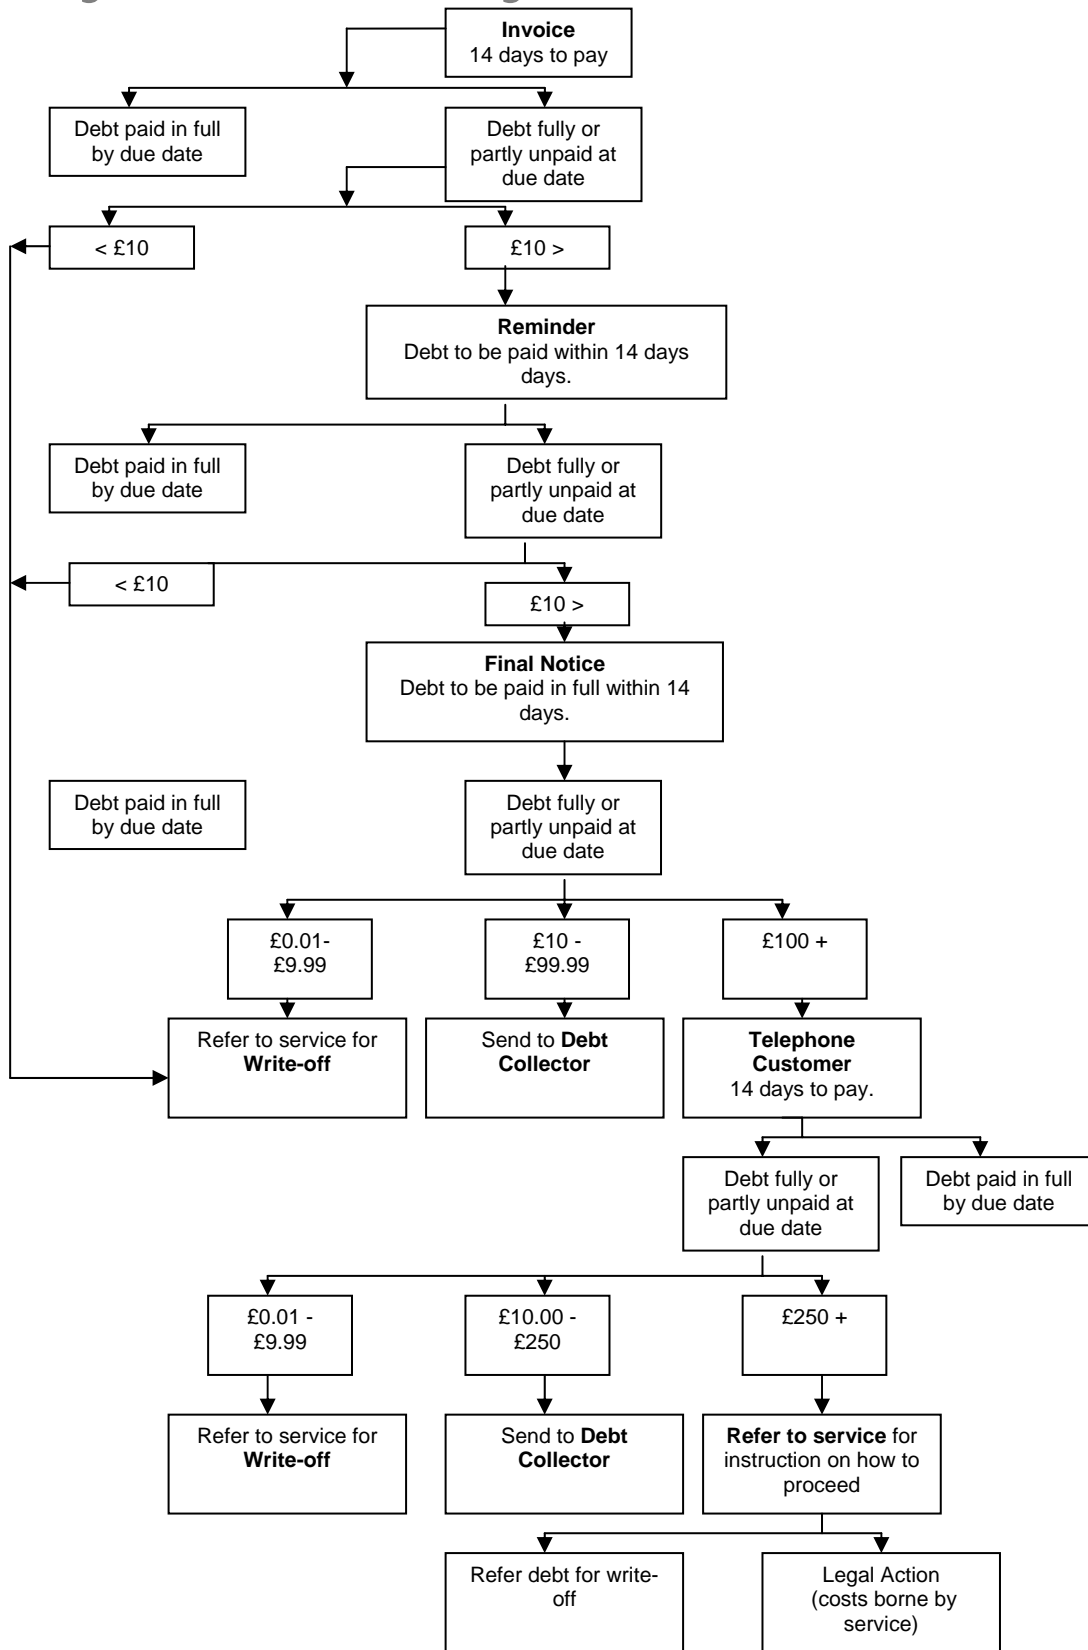 Invoice
14 days to pay
Debt paid in full
by due date
Debt fully or
partly unpaid at
due date
< £10
£10 >
Reminder
Debt to be paid within 14 days
days.
Debt paid in full
by due date
Debt fully or
partly unpaid at
due date
< £10
£10 >
Final Notice
Debt to be paid in full within 14
days.
Debt paid in full
by due date
Debt fully or
partly unpaid at
due date
£0.01-
£9.99
£10 -
£99.99
£100 +
Refer to service for
Write-off
Send to Debt
Collector
Telephone
Customer
14 days to pay.
Debt fully or
partly unpaid at
due date
Debt paid in full
by due date
£0.01 -
£9.99
£10.00 -
£250
£250 +
Refer to service for
Write-off
Send to Debt
Collector
Refer to service for
instruction on how to
proceed
Refer debt for write-
off
Legal Action
(costs borne by
service)